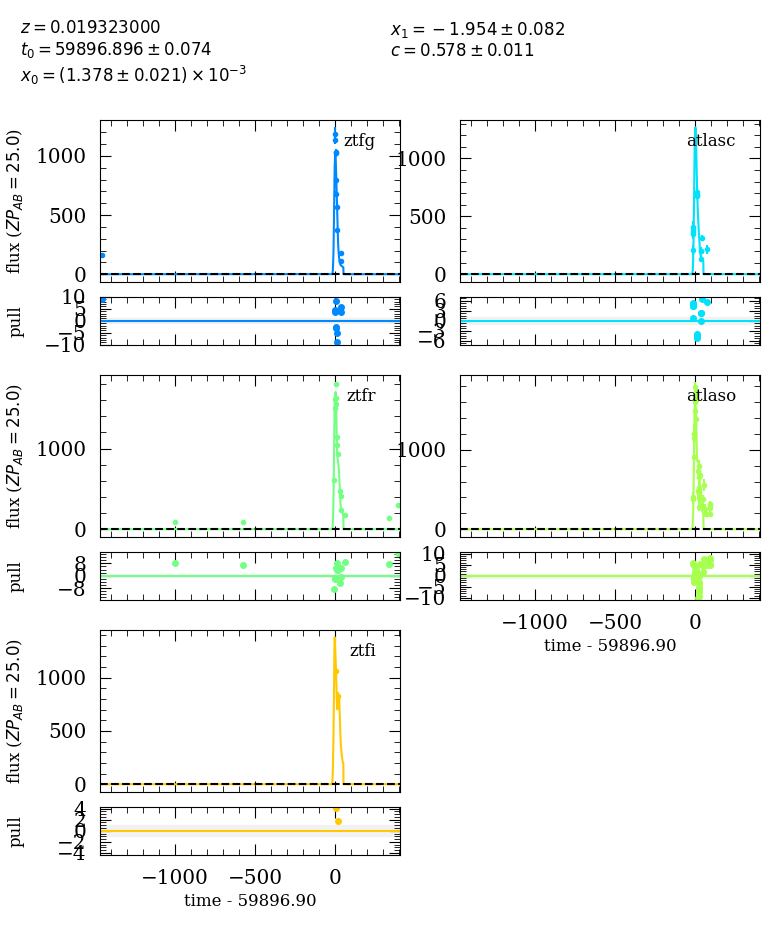 z = 0.019323000
t₀ = 59896.896 ± 0.074
x₀ = (1.378 ± 0.021) × 10⁻³
x₁ = −1.954 ± 0.082
c = 0.578 ± 0.011
ztfg
1000
500
0
flux (ZP_AB = 25.0)
10
5
0
−5
−10
pull
atlasc
1000
500
0
6
3
0
−3
−6
ztfr
1000
0
flux (ZP_AB = 25.0)
8
0
−8
pull
atlaso
1000
0
10
5
0
−5
−10
−1000 −500 0
time - 59896.90
ztfi
1000
500
0
flux (ZP_AB = 25.0)
4
2
0
−2
−4
pull
−1000 −500 0
time - 59896.90